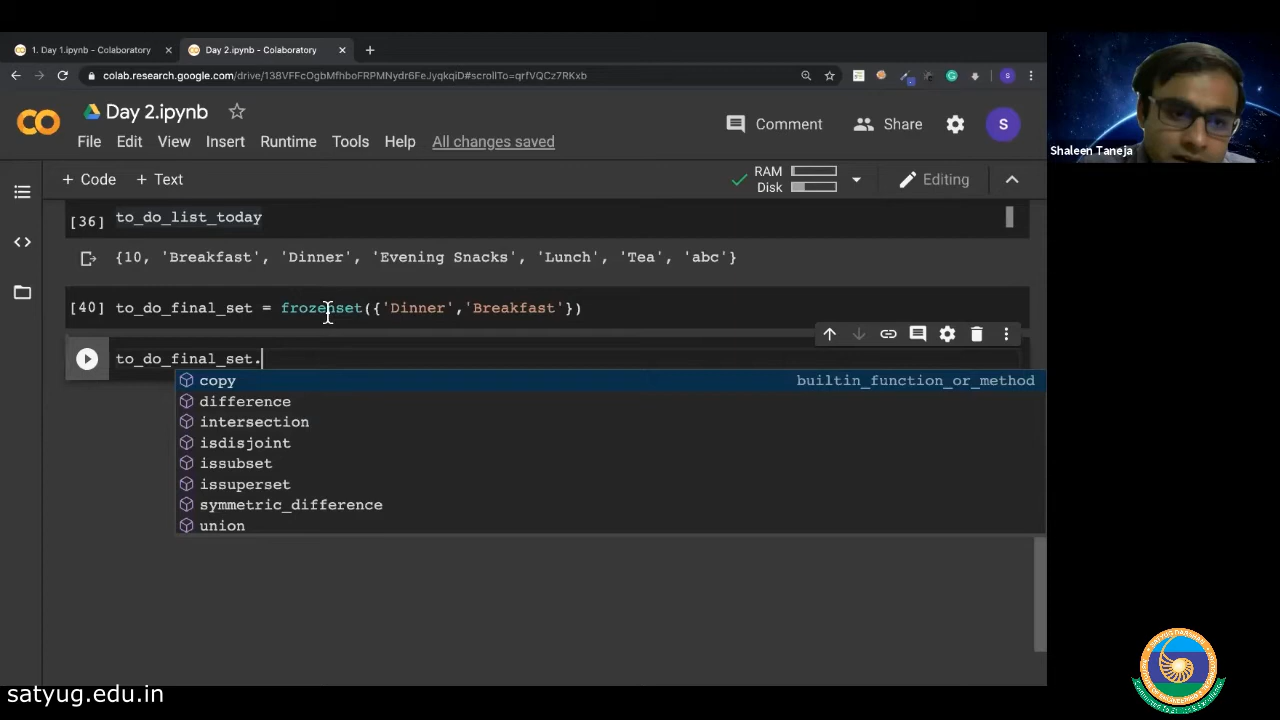 1. Day 1.ipynb - Colaboratory
Day 2.ipynb - Colaboratory
colab.research.google.com/drive/138VFFcOgbMfhboFRPMNydr6FeJyqkqiD#scrollTo=qrfVQCz7RKxb
S
Day 2.ipynb
Comment
Share
S
File Edit View Insert Runtime Tools Help All changes saved
+ Code + Text
RAM
Disk
Editing
[36] to_do_list_today
{10, 'Breakfast', 'Dinner', 'Evening Snacks', 'Lunch', 'Tea', 'abc'}
[40] to_do_final_set = frozenset({'Dinner','Breakfast'})
to_do_final_set.
copy builtin_function_or_method
difference
intersection
isdisjoint
issubset
issuperset
symmetric_difference
union
Shaleen Taneja
satyug.edu.in